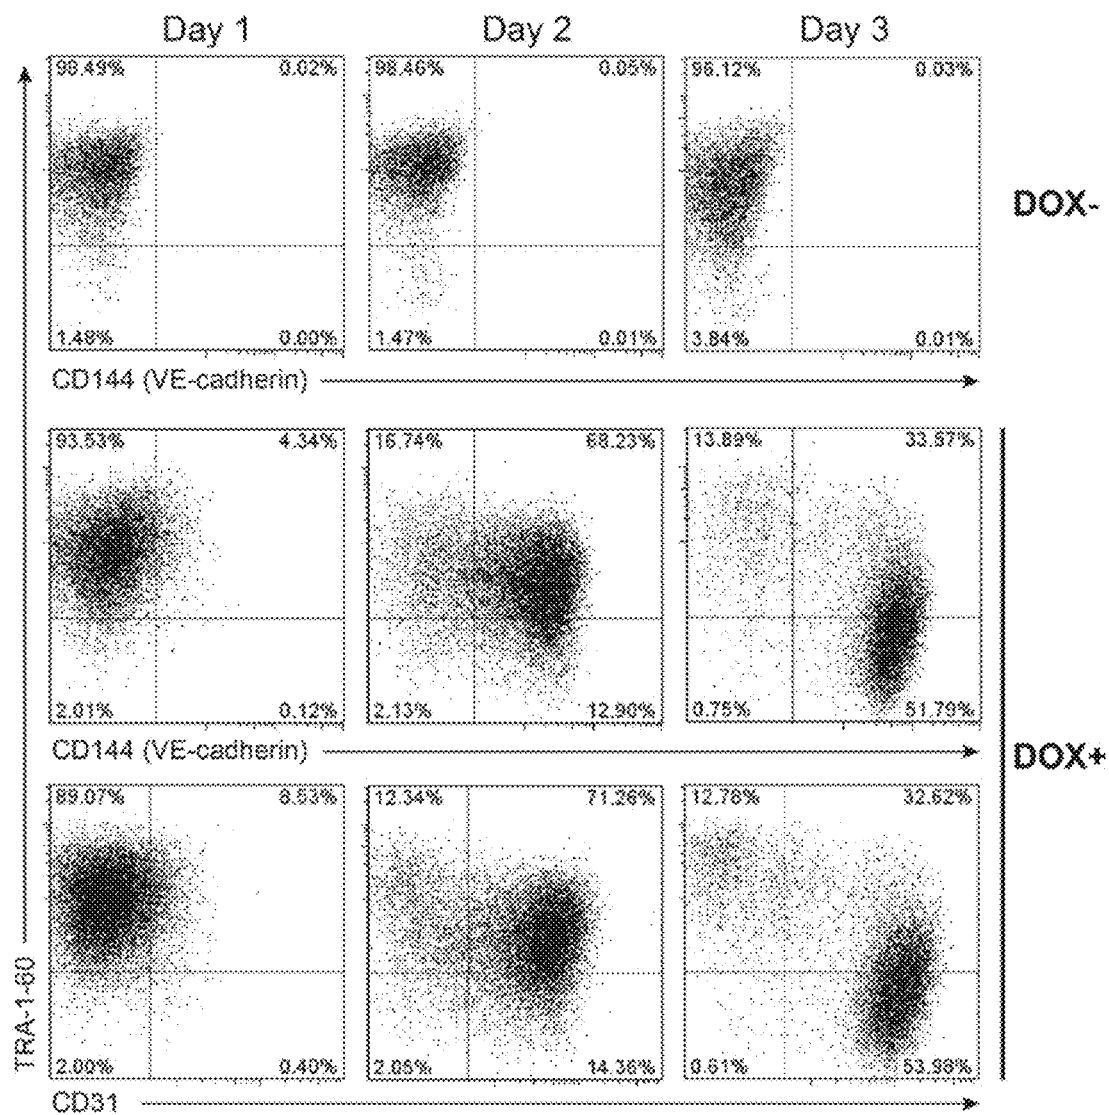 Day 1 Day 2 Day 3
98.49% 0.02% 98.46% 0.05% 96.12% 0.03%
DOX-
1.48% 0.00% 1.47% 0.01% 3.84% 0.01%
CD144 (VE-cadherin)
93.53% 4.34% 15.74% 68.23% 13.89% 33.57%
2.01% 0.12% 2.13% 12.90% 0.75% 51.79%
CD144 (VE-cadherin)
DOX+
89.07% 8.53% 12.34% 71.26% 12.78% 32.62%
2.00% 0.40% 2.05% 14.36% 0.61% 53.98%
TRA-1-60
CD31